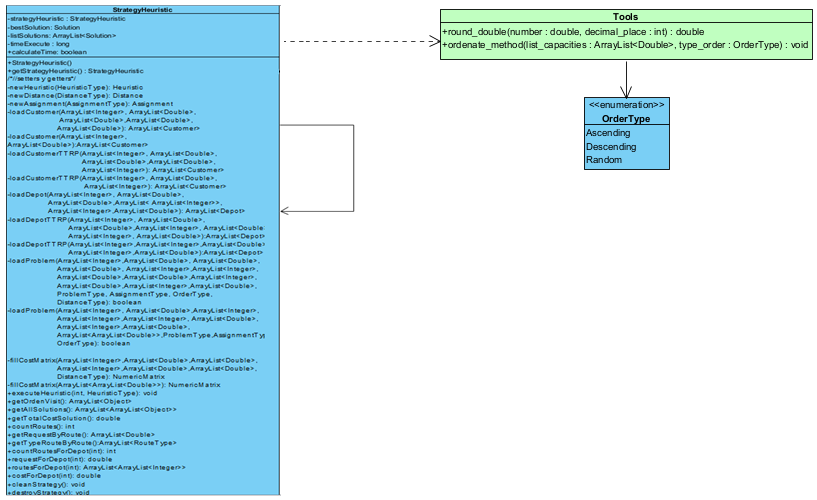 StrategyHeuristic
-strategyHeuristic : StrategyHeuristic
-bestSolution: Solution
-listSolutions: ArrayList<Solution>
-timeExecute : long
+calculateTime: boolean
+StrategyHeuristic()
+getStrategyHeuristic() : StrategyHeuristic
/*//setters y getters*/
-newHeuristic(HeuristicType): Heuristic
-newDistance(DistanceType): Distance
-newAssignment(AssignmentType): Assignment
-loadCustomer(ArrayList<Integer>, ArrayList<Double>,
ArrayList<Double>,ArrayList<Double>,
ArrayList<Double>): ArrayList<Customer>
-loadCustomer(ArrayList<Integer>,
ArrayList<Double>):ArrayList<Customer>
-loadCustomerTTRP(ArrayList<Integer>, ArrayList<Double>,
ArrayList<Double>,ArrayList<Double>,
ArrayList<Integer>): ArrayList<Customer>
-loadCustomerTTRP(ArrayList<Integer>, ArrayList<Double>,
ArrayList<Integer>): ArrayList<Customer>
-loadDepot(ArrayList<Integer>, ArrayList<Double>,
ArrayList<Double>,ArrayList< ArrayList<Integer>>,
ArrayList<Integer>,ArrayList<Double>): ArrayList<Depot>
-loadDepotTTRP(ArrayList<Integer>, ArrayList<Double>,
ArrayList<Double>,ArrayList<Integer>, ArrayList<Double>
ArrayList<Integer>, ArrayList<Double>):ArrayList<Depot>
-loadDepotTTRP(ArrayList<Integer>,ArrayList<Integer>,ArrayList<Double>
ArrayList<Integer>,ArrayList<Double>):ArrayList<Depot>
-loadProblem(ArrayList<Integer>,ArrayList<Double>, ArrayList<Double>,
ArrayList<Double>, ArrayList<Integer>,ArrayList<Integer>,
ArrayList<Double>,ArrayList<Double>,ArrayList<Integer>,
ArrayList<Double>,ArrayList<Integer>,ArrayList<Double>,
ProblemType, AssignmentType, OrderType,
DistanceType): boolean
-loadProblem(ArrayList<Integer>, ArrayList<Double>,ArrayList<Integer>,
ArrayList<Integer>,ArrayList<Integer>, ArrayList<Double>,
ArrayList<Integer>,ArrayList<Double>,
ArrayList<ArrayList<Double>>,ProblemType,AssignmentTyp
OrderType): boolean
-fillCostMatrix(ArrayList<Integer>,ArrayList<Double>,ArrayList<Double>,
ArrayList<Integer>,ArrayList<Double>,ArrayList<Double>,
DistanceType): NumericMatrix
-fillCostMatrix(ArrayList<ArrayList<Double>>): NumericMatrix
+executeHeuristic(int, HeuristicType): void
+getOrdenVisit(): ArrayList<Object>
+getAllSolutions(): ArrayList<ArrayList<Object>>
+getTotalCostSolution(): double
+countRoutes(): int
+getRequestByRoute(): ArrayList<Double>
+getTypeRouteByRoute():ArrayList<RouteType>
+countRoutesForDepot(int): int
+requestForDepot(int): double
+routesForDepot(int): ArrayList<ArrayList<Integer>>
+costForDepot(int): double
+cleanStrategy(): void
+destroyStrategy(): void
Tools
+round_double(number : double, decimal_place : int) : double
+ordenate_method(list_capacities : ArrayList<Double>, type_order : OrderType) : void
<<enumeration>>
OrderType
Ascending
Descending
Random